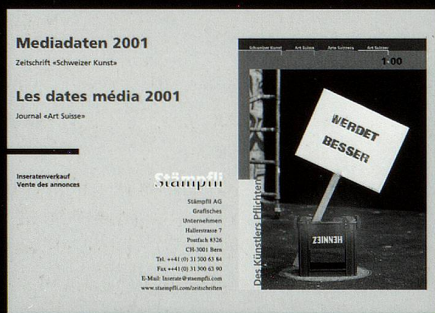 Mediadaten 2001
Zeitschrift «Schweizer Kunst»
Les dates média 2001
Journal «Art Suisse»
Inseratenverkauf
Vente des annonces
Stämpfli
Stämpfli AG
Grafisches
Unternehmen
Hallerstrasse 7
Postfach 8326
CH-3001 Bern
Tel. ++41 (0) 31 300 63 84
Fax ++41 (0) 31 300 63 90
E-Mail: Inserate@staempfli.com
www.staempfli.com/zeitschriften
Schweizer Kunst Art Suisse Arte Svizzera Art Suisse
1.00
WERDET
BESSER
HENNIEZ
Des Künstlers Pflichten